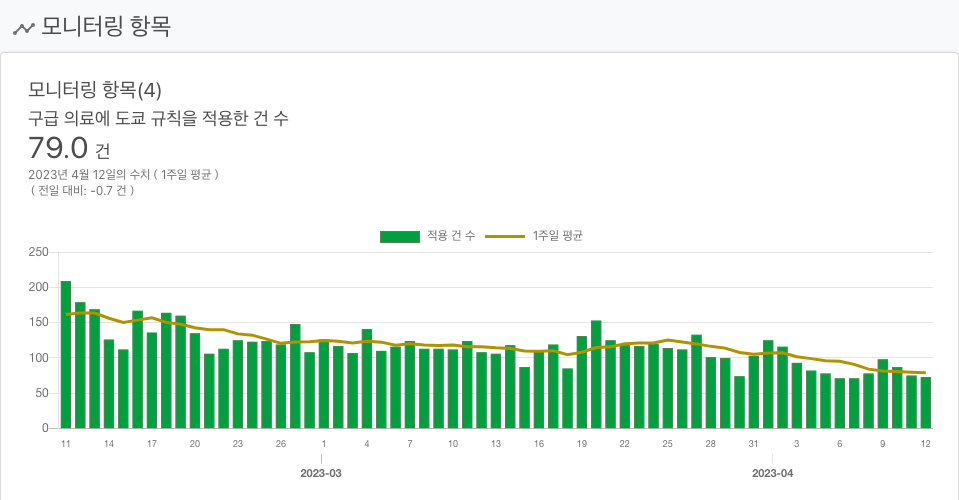 모니터링 항목
모니터링 항목(4)
구급 의료에 도쿄 규칙을 적용한 건 수
79.0 건
2023년 4월 12일의 수치 ( 1주일 평균 )
( 전일 대비: -0.7 건 )
적용 건 수 1주일 평균
250
200
150
100
50
0
11 14 17 20 23 26 1 4 7 10 13 16 19 22 25 28 31 3 6 9 12
2023-03 2023-04